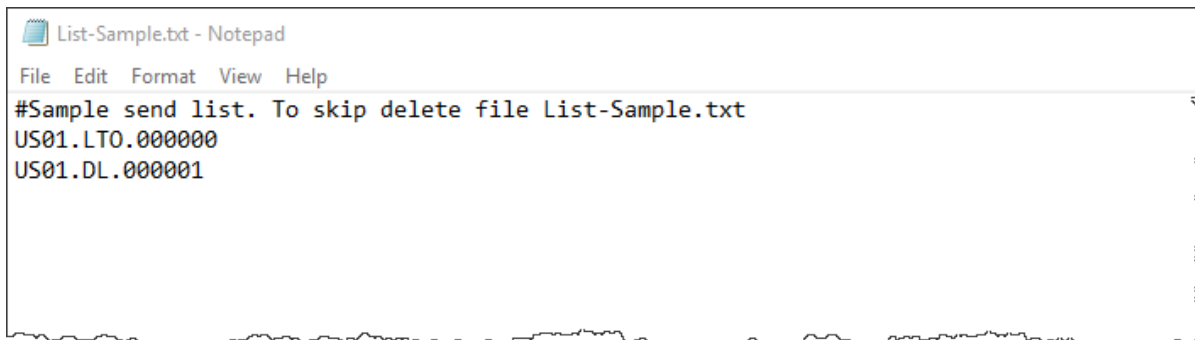 List-Sample.txt - Notepad
File Edit Format View Help
#Sample send list. To skip delete file List-Sample.txt
US01.LTO.000000
US01.DL.000001